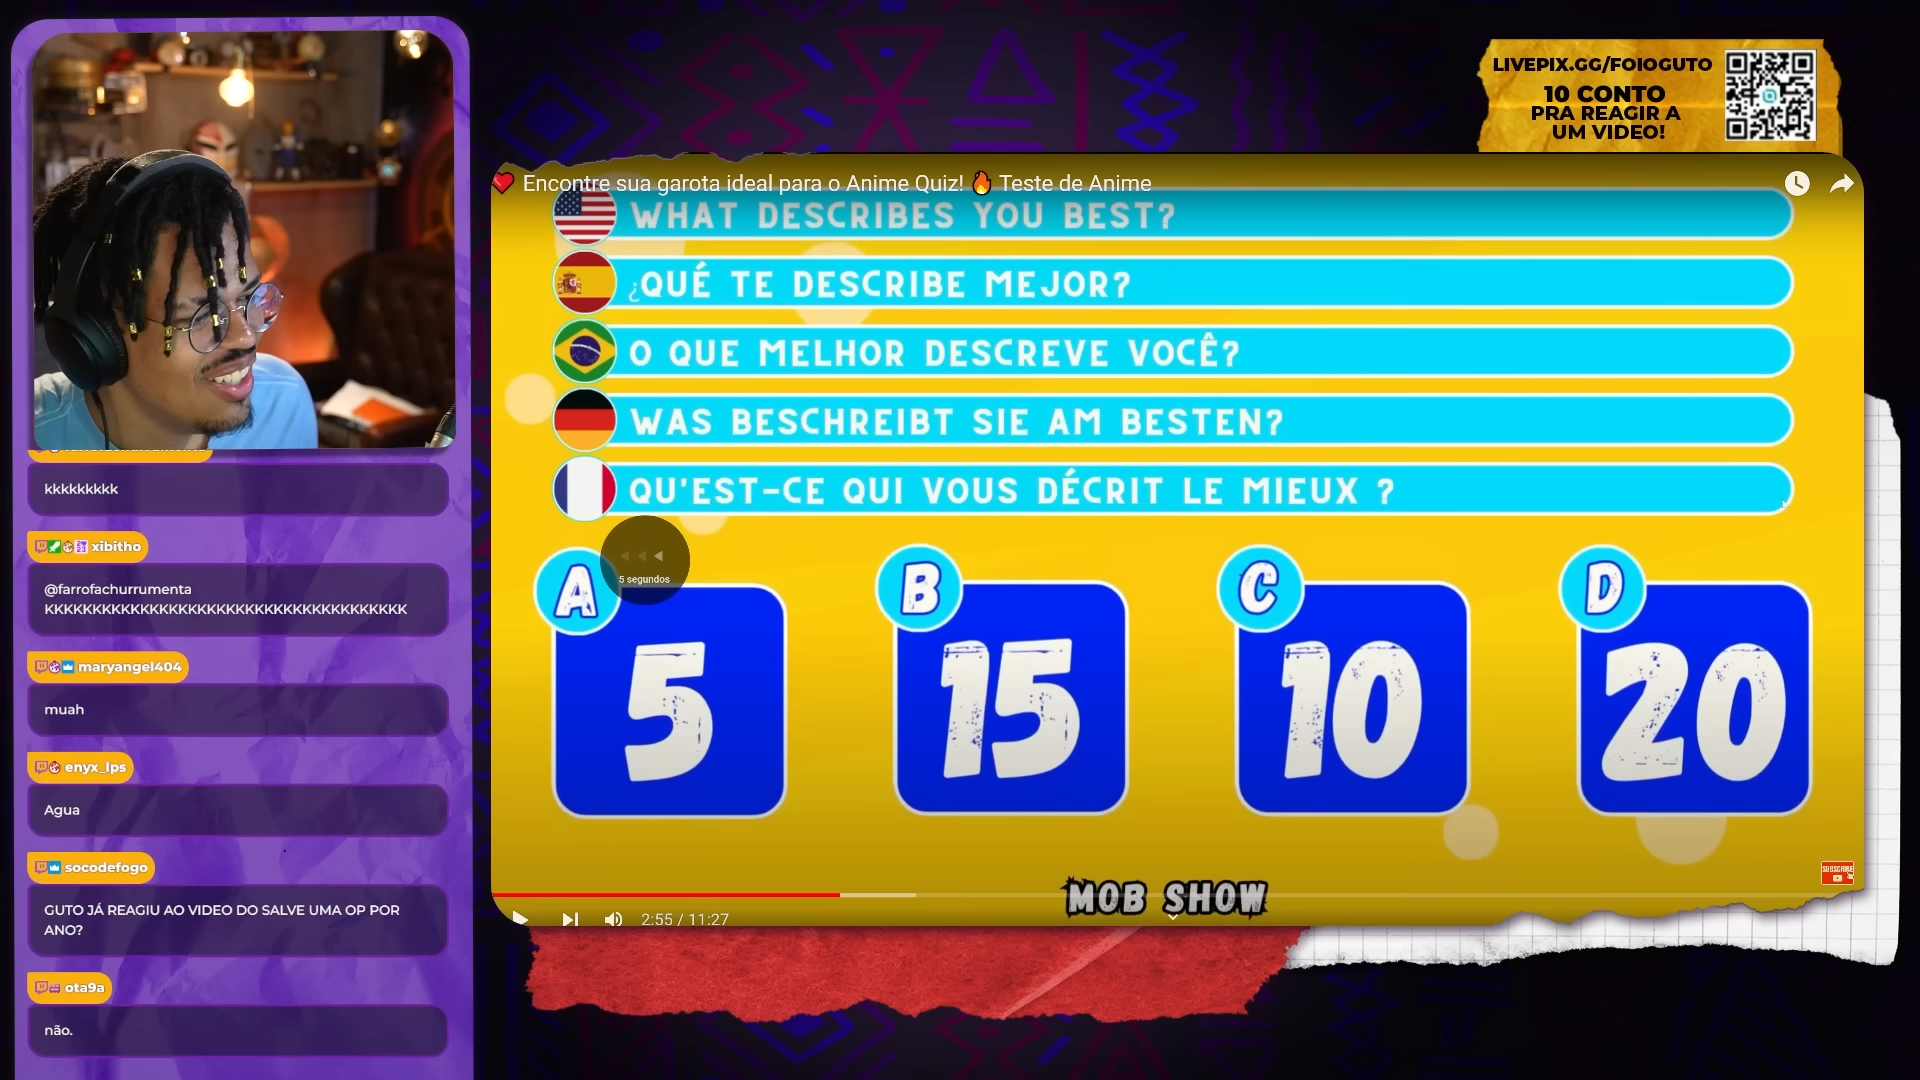 LIVEPIX.GG/FOIOGUTO
10 CONTO
PRA REAGIR A
UM VIDEO!
Encontre sua garota ideal para o Anime Quiz! 🔥 Teste de Anime
WHAT DESCRIBES YOU BEST?
¿QUÉ TE DESCRIBE MEJOR?
O QUE MELHOR DESCREVE VOCÊ?
WAS BESCHREIBT SIE AM BESTEN?
QU'EST-CE QUI VOUS DÉCRIT LE MIEUX ?
5 segundos
A
B
C
D
5
15
10
20
SUBSCRIBE
MOB SHOW
2:55 / 11:27
kkkkkkkkk
xibitho
@farrofachurrumenta
KKKKKKKKKKKKKKKKKKKKKKKKKKKKKKKKKKKKKK
maryangel404
muah
enyx_lps
Agua
socodefogo
GUTO JÁ REAGIU AO VIDEO DO SALVE UMA OP POR
ANO?
ota9a
não.